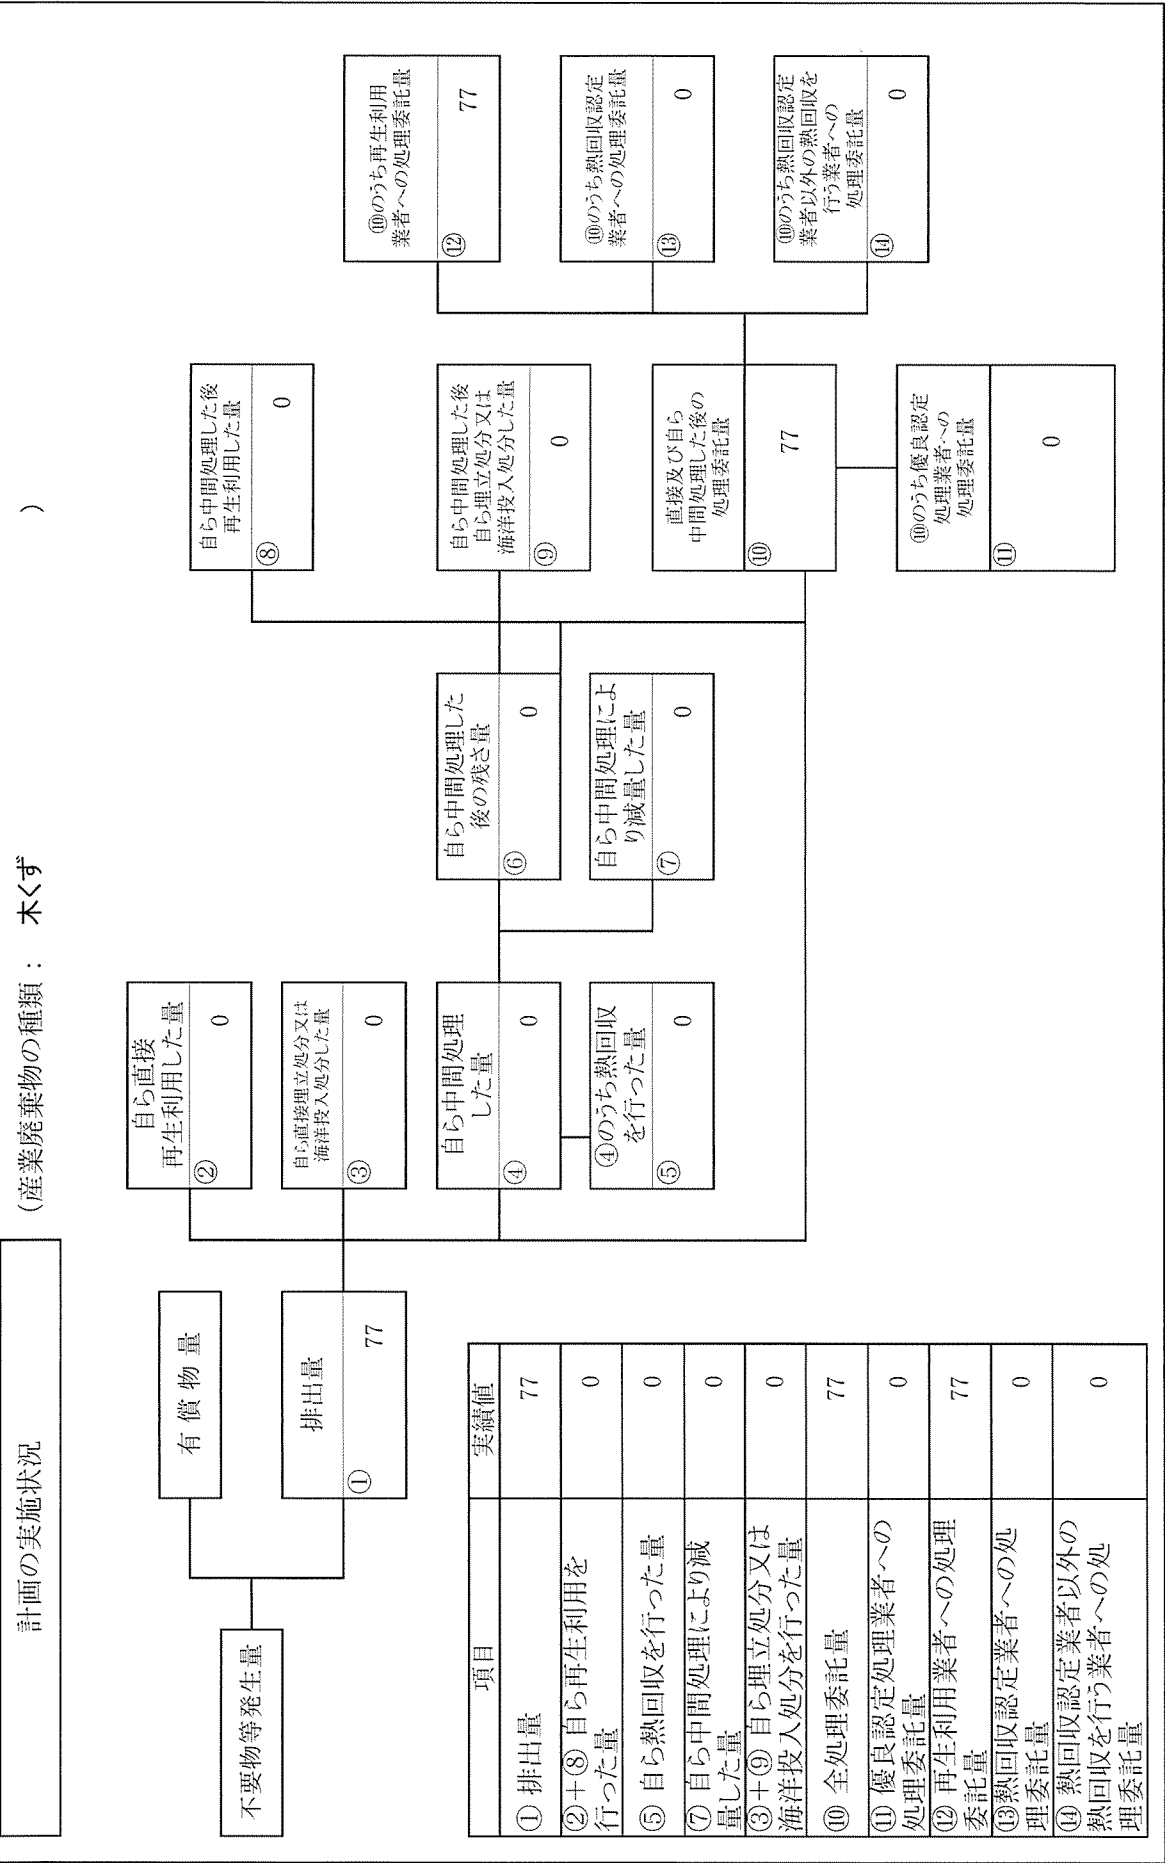 計画の実施状況
(産業廃棄物の種類： 木くず )
不要物等発生量
有 償 物 量
排出量
①
77
自ら直接
再生利用した量
②
0
自ら直接埋立処分又は
海洋投入処分した量
③
0
自ら中間処理
した量
④
0
④のうち熱回収
を行った量
⑤
0
自ら中間処理した
後の残さ量
⑥
0
自ら中間処理によ
り減量した量
⑦
0
自ら中間処理した後
再生利用した量
⑧
0
自ら中間処理した後
自ら埋立処分又は
海洋投入処分した量
⑨
0
直接及び自ら
中間処理した後の
処理委託量
⑩
77
⑩のうち優良認定
処理業者への
処理委託量
⑪
0
⑩のうち再生利用
業者への処理委託量
⑫
77
⑩のうち熱回収認定
業者への処理委託量
⑬
0
⑩のうち熱回収認定
業者以外の熱回収を
行う業者への
処理委託量
⑭
0
項目 実績値
① 排出量 77
②＋⑧ 自ら再生利用を
行った量 0
⑤ 自ら熱回収を行った量 0
⑦ 自ら中間処理により減
量した量 0
③＋⑨ 自ら埋立処分又は
海洋投入処分を行った量 0
⑩ 全処理委託量 77
⑪ 優良認定処理業者への
処理委託量 0
⑫ 再生利用業者への処理
委託量 77
⑬熱回収認定業者への処
理委託量 0
⑭ 熱回収認定業者以外の
熱回収を行う業者への処
理委託量 0